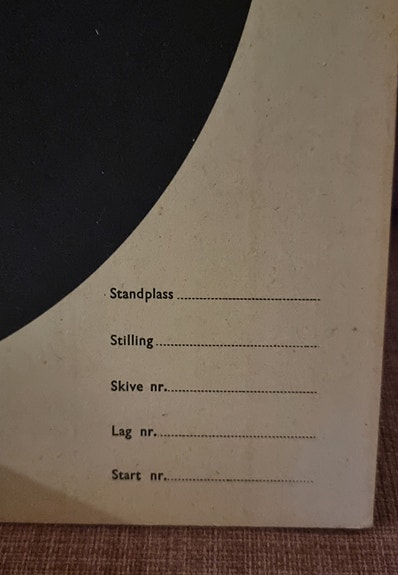 Standplass
Stilling
Skive nr.
Lag nr.
Start nr.